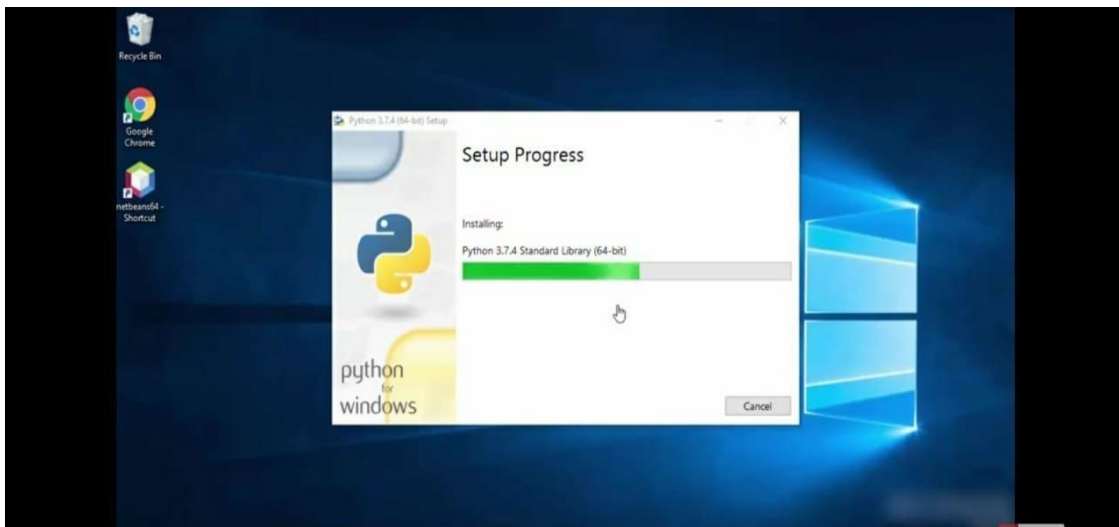 Recycle Bin
Google
Chrome
netbeans64 -
Shortcut
Python 3.7.4 (64-bit) Setup
Setup Progress
Installing:
Python 3.7.4 Standard Library (64-bit)
python
for
windows
Cancel